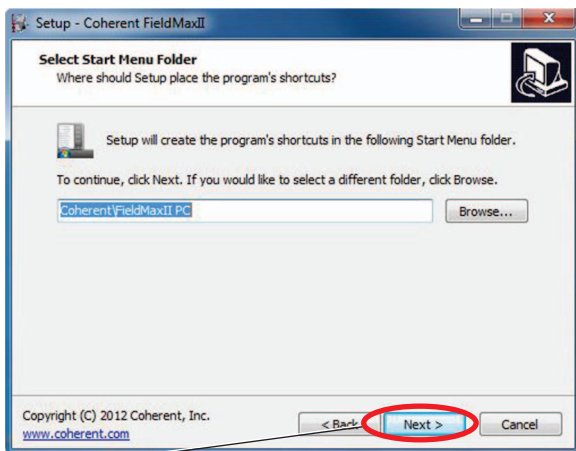 Setup - Coherent FieldMaxII
Select Start Menu Folder
Where should Setup place the program's shortcuts?
Setup will create the program's shortcuts in the following Start Menu folder.
To continue, click Next. If you would like to select a different folder, click Browse.
Coherent\FieldMaxII PC
Browse...
Copyright (C) 2012 Coherent, Inc.
www.coherent.com
< Back
Next >
Cancel